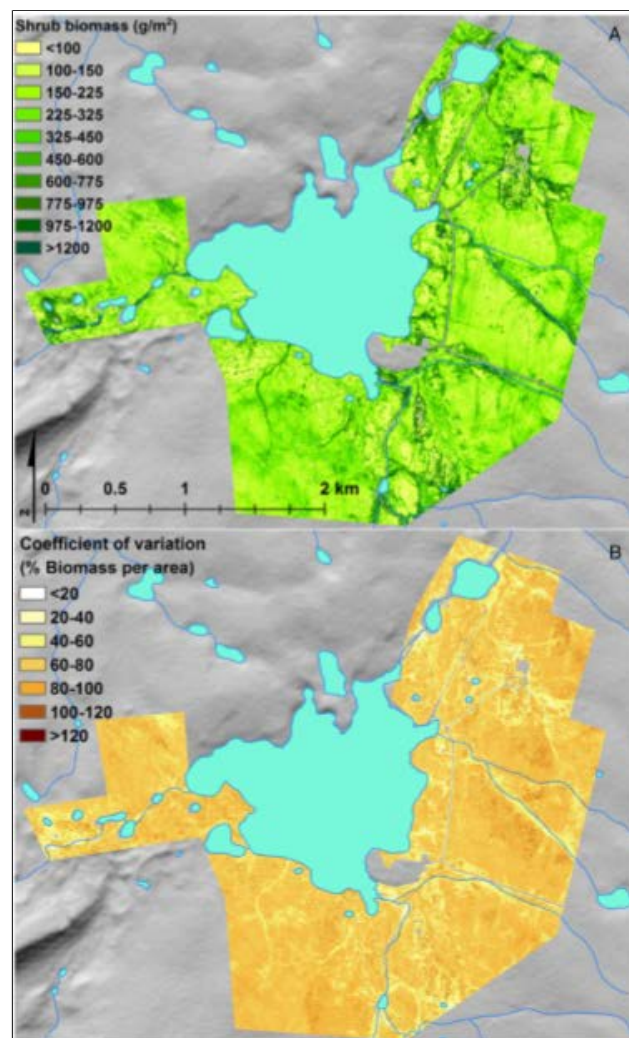 Shrub biomass (g/m²)
A
<100
100-150
150-225
225-325
325-450
450-600
600-775
775-975
975-1200
>1200
0 0.5 1 2 km
N
Coefficient of variation
B
(% Biomass per area)
<20
20-40
40-60
60-80
80-100
100-120
>120